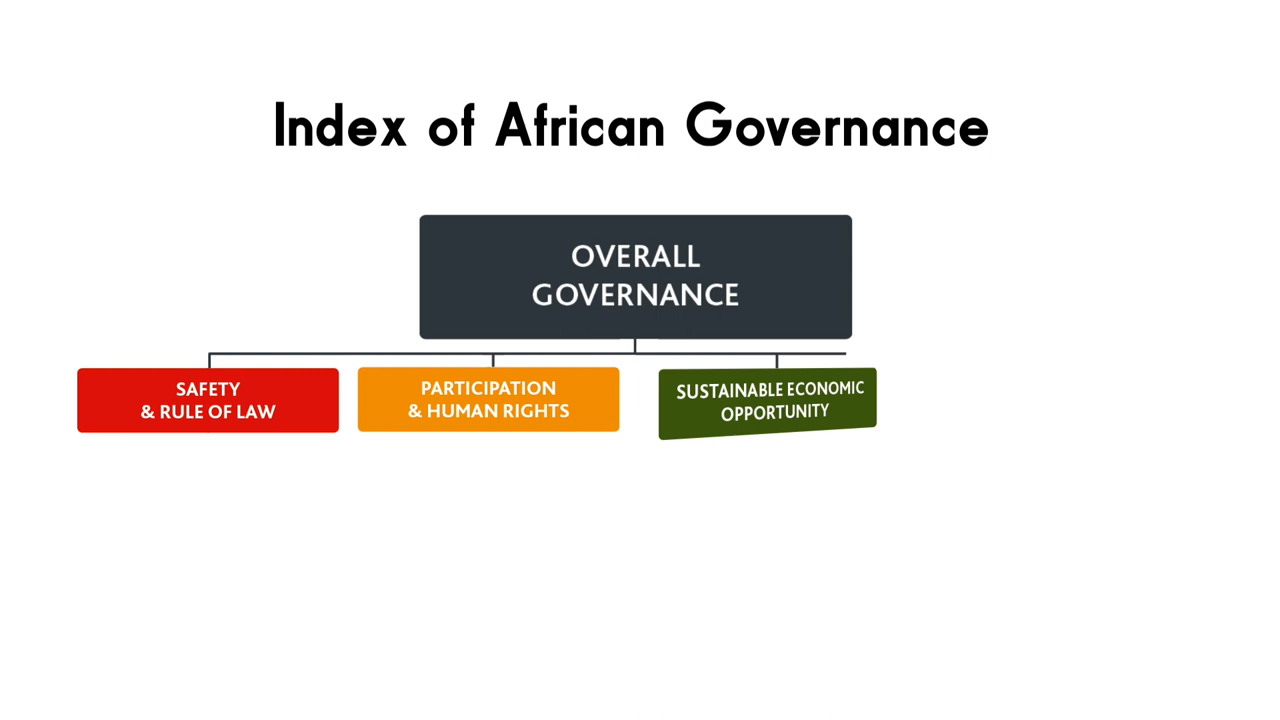 Index of African Governance
OVERALL
GOVERNANCE
SAFETY
& RULE OF LAW
PARTICIPATION
& HUMAN RIGHTS
SUSTAINABLE ECONOMIC
OPPORTUNITY